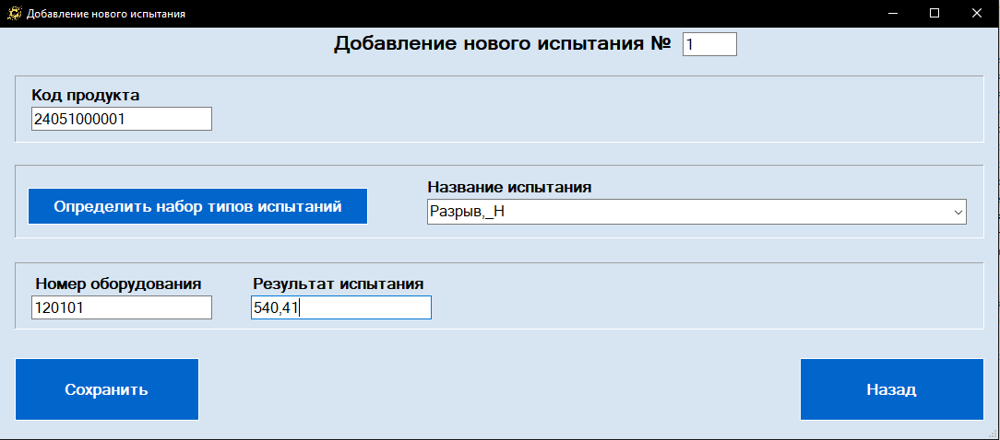 Добавление нового испытания
Добавление нового испытания № 1
Код продукта
24051000001
Определить набор типов испытаний
Название испытания
Разрыв,_Н
Номер оборудования
120101
Результат испытания
540,41
Сохранить
Назад